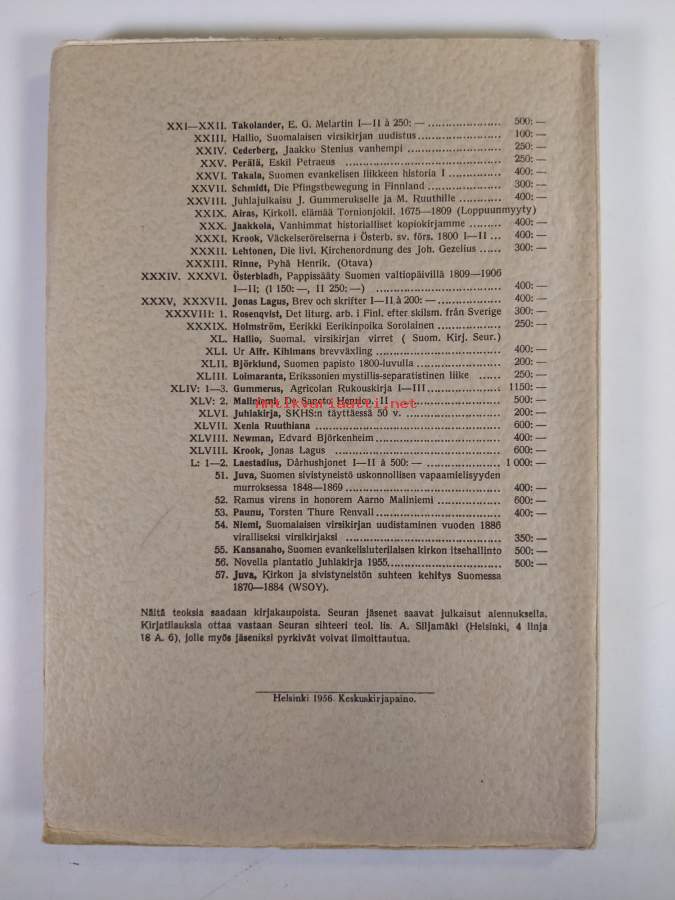 XXI—XXII. Takolander, E. G. Melartin I—II à 250: — ...................... 500: —
XXIII. Hallio, Suomalaisen virsikirjan uudistus ......................... 100: —
XXIV. Cederberg, Jaakko Stenius vanhempi ............................ 250: —
XXV. Perälä, Eskil Petraeus ............................................... 250: —
XXVI. Takala, Suomen evankelisen liikkeen historia I ................ 400: —
XXVII. Schmidt, Die Pfingstbewegung in Finnland ...................... 300: —
XXVIII. Juhlajulkaisu J. Gummerukselle ja M. Ruuthille ............... 400: —
XXIX. Airas, Kirkoll. elämää Tornionjokil. 1675—1809 (Loppuunmyyty)
XXX. Jaakkola, Vanhimmat historialliset kopiokirjamme ......... 400: —
XXXI. Krook, Väckelserörelserna i Österb. sv. förs. 1800 I—II ... 400: —
XXXII. Lehtonen, Die livl. Kirchenordnung des Joh. Gezelius ...... 300: —
XXXIII. Rinne, Pyhä Henrik. (Otava)
XXXIV. XXXVI. Österbladh, Pappissääty Suomen valtiopäivillä 1809—1906
I—II; (I 150: —, II 250: —) ...................................... 400: —
XXXV, XXXVII. Jonas Lagus, Brev och skrifter I—II à 200: — .................. 400: —
XXXVIII: 1. Rosenqvist, Det liturg. arb. i Finl. efter skilsm. från Sverige 300: —
XXXIX. Holmström, Eerikki Eerikinpoika Sorolainen .................... 250: —
XL. Hallio, Suomal. virsikirjan virret ( Suom. Kirj. Seur.)
XLI. Ur Alfr. Kihlmans brevväxling ...................................... 400: —
XLII. Björklund, Suomen papisto 1800-luvulla ........................ 200: —
XLIII. Loimaranta, Erikssonien mystillis-separatistinen liike ...... 250: —
XLIV: 1—3. Gummerus, Agricolan Rukouskirja I—III ...................... 1150: —
XLV: 2. Maliniemi, De Sancto Henrico II .............................. 500: —
antikvariaatti.net
XLVI. Juhlakirja, SKHS:n täyttäessä 50 v. .............................. 200: —
XLVII. Xenia Ruuthiana ....................................................... 600: —
XLVIII. Newman, Edvard Björkenheim ................................. 400: —
XLVIII. Krook, Jonas Lagus ............................................... 600: —
L: 1—2. Laestadius, Dårhushjonet I—II à 500: — .................. 1 000: —
51. Juva, Suomen sivistyneistö uskonnollisen vapaamielisyyden
murroksessa 1848—1869 .......................................... 400: —
52. Ramus virens in honorem Aarno Maliniemi .................. 600: —
53. Paunu, Torsten Thure Renvall .................................... 400: —
54. Niemi, Suomalaisen virsikirjan uudistaminen vuoden 1886
viralliseksi virsikirjaksi ............................................ 350: —
55. Kansanaho, Suomen evankelisluterilaisen kirkon itsehallinto 500: —
56. Novella plantatio Juhlakirja 1955 .............................. 500: —
57. Juva, Kirkon ja sivistyneistön suhteen kehitys Suomessa
1870—1884 (WSOY).
Näitä teoksia saadaan kirjakaupoista. Seuran jäsenet saavat julkaisut alennuksella.
Kirjatilauksia ottaa vastaan Seuran sihteeri teol. lis. A. Siljamäki (Helsinki, 4 linja
18 A. 6), jolle myös jäseniksi pyrkivät voivat ilmoittautua.
Helsinki 1956. Keskuskirjapaino.